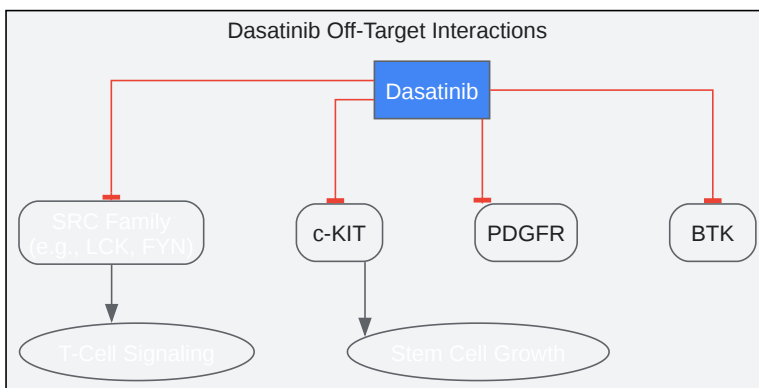 Dasatinib Off-Target Interactions
Dasatinib
SRC Family
(e.g., LCK, FYN)
c-KIT
PDGFR
BTK
T-Cell Signaling
Stem Cell Growth